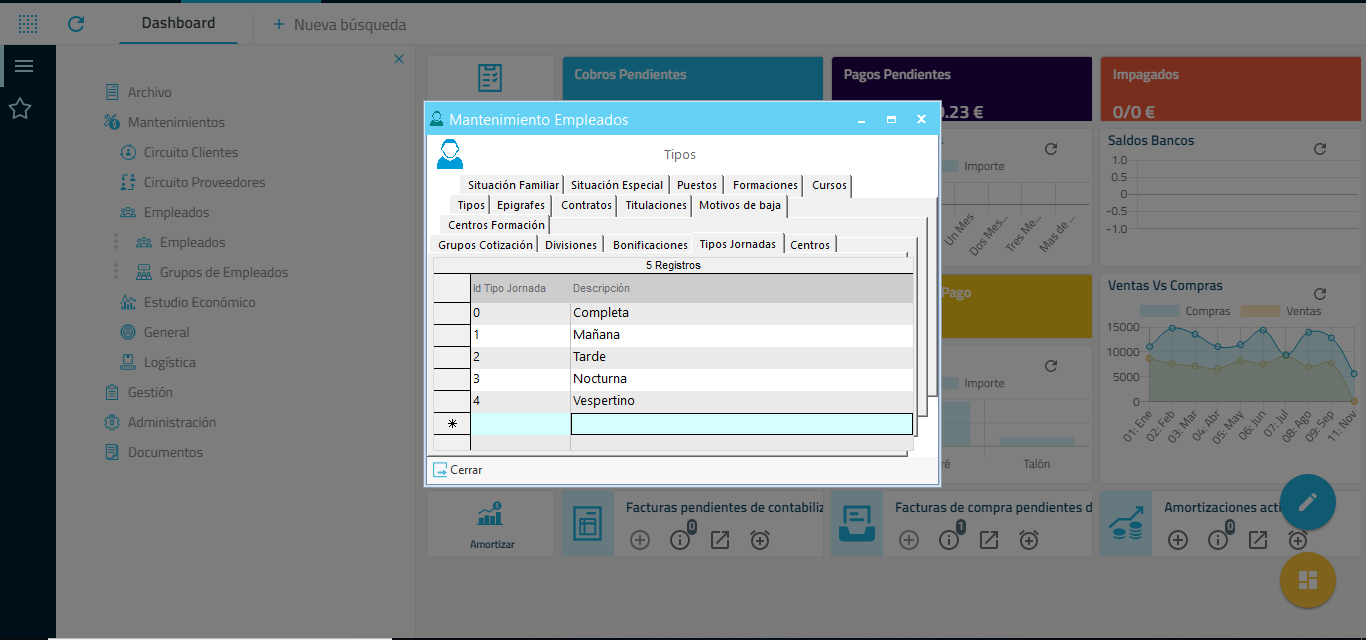 Dashboard
Nueva búsqueda
Archivo
Mantenimientos
Circuito Clientes
Circuito Proveedores
Empleados
Empleados
Grupos de Empleados
Estudio Económico
General
Logística
Gestión
Administración
Documentos
Cobros Pendientes
Pagos Pendientes
.23 €
Impagados
0/0 €
Mantenimiento Empleados
Tipos
Situación Familiar
Situación Especial
Puestos
Formaciones
Cursos
Tipos
Epigrafes
Contratos
Titulaciones
Motivos de baja
Centros Formación
Grupos Cotización
Divisiones
Bonificaciones
Tipos Jornadas
Centros
5 Registros
Id Tipo Jornada Descripción
0 Completa
1 Mañana
2 Tarde
3 Nocturna
4 Vespertino
*
Cerrar
Importe
Un Mes
Dos Mes...
Tres Me...
Mas de ...
Saldos Bancos
1.0
0.5
0
-0.5
-1.0
Pago
Importe
ré
Talón
Ventas Vs Compras
Compras Ventas
15000
10000
5000
0
01: Ene
02: Feb
03: Mar
04: Abr
05: May
06: Jun
07: Jul
08: Ago
09: Sep
11: Nov
Amortizar
Facturas pendientes de contabiliz
0
Facturas de compra pendientes d
1
Amortizaciones acti
0